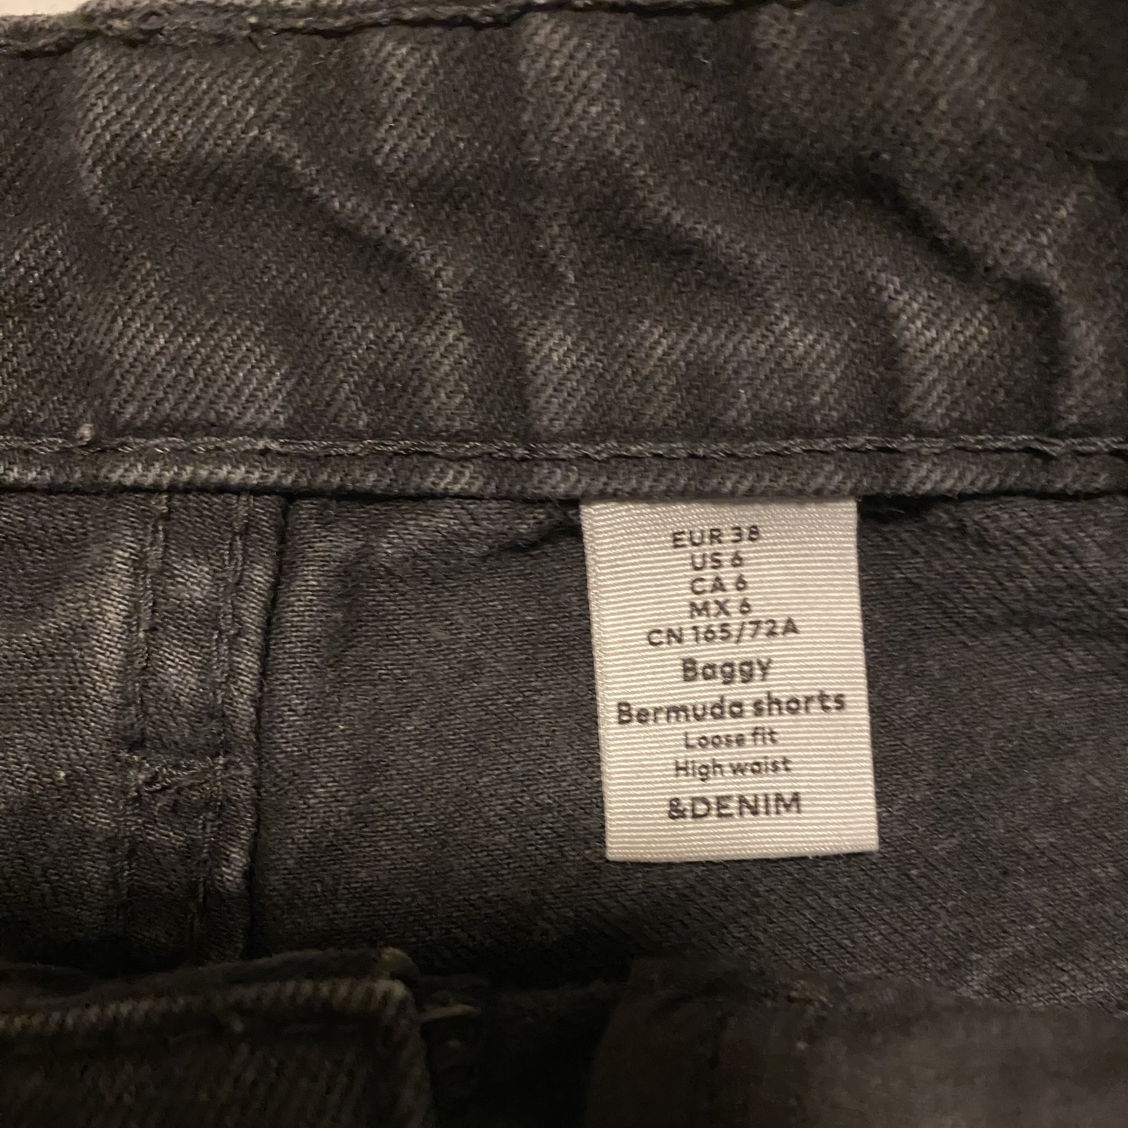 EUR 38
US 6
CA 6
MX 6
CN 165/72A
Baggy
Bermuda shorts
Loose fit
High waist
&DENIM